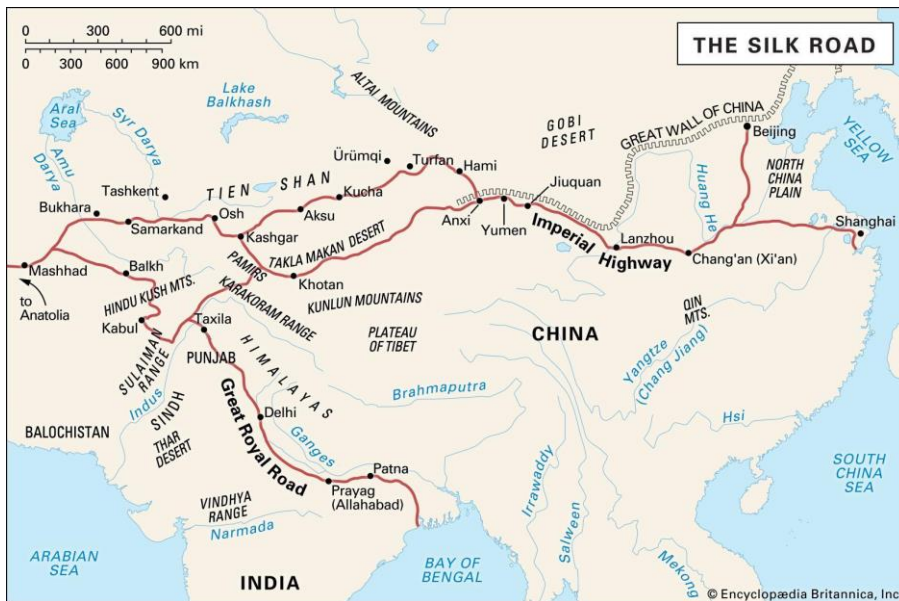 0 300 600 mi
0 300 600 900 km
THE SILK ROAD
Aral
Sea
Syr Darya
Amu
Darya
Lake
Balkhash
ALTAI MOUNTAINS
GOBI
DESERT
GREAT WALL OF CHINA
Beijing
YELLOW
SEA
NORTH
CHINA
PLAIN
Huang He
Ürümqi
Turfan
Hami
Tashkent
TIEN SHAN
Kucha
Aksu
Jiuquan
Bukhara
Samarkand
Osh
Kashgar
TAKLA MAKAN DESERT
Anxi
Yumen
Imperial
Highway
Lanzhou
Chang'an (Xi'an)
Shanghai
Mashhad
to
Anatolia
Balkh
HINDU KUSH MTS.
PAMIRS
Khotan
KARAKORAM RANGE
KUNLUN MOUNTAINS
Kabul
Taxila
PLATEAU
OF TIBET
CHINA
QIN
MTS.
SULAIMAN
RANGE
PUNJAB
HIMALAYAS
Yangtze
(Chang Jiang)
Indus
SINDH
Brahmaputra
Hsi
BALOCHISTAN
THAR
DESERT
Delhi
Great Royal Road
Ganges
Patna
Prayag
(Allahabad)
Irrawaddy
Salween
SOUTH
CHINA
SEA
VINDHYA
RANGE
Narmada
ARABIAN
SEA
INDIA
BAY OF
BENGAL
Mekong
© Encyclopædia Britannica, Inc